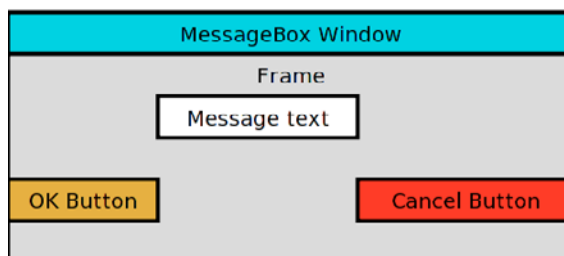 MessageBox Window
Frame
Message text
OK Button
Cancel Button